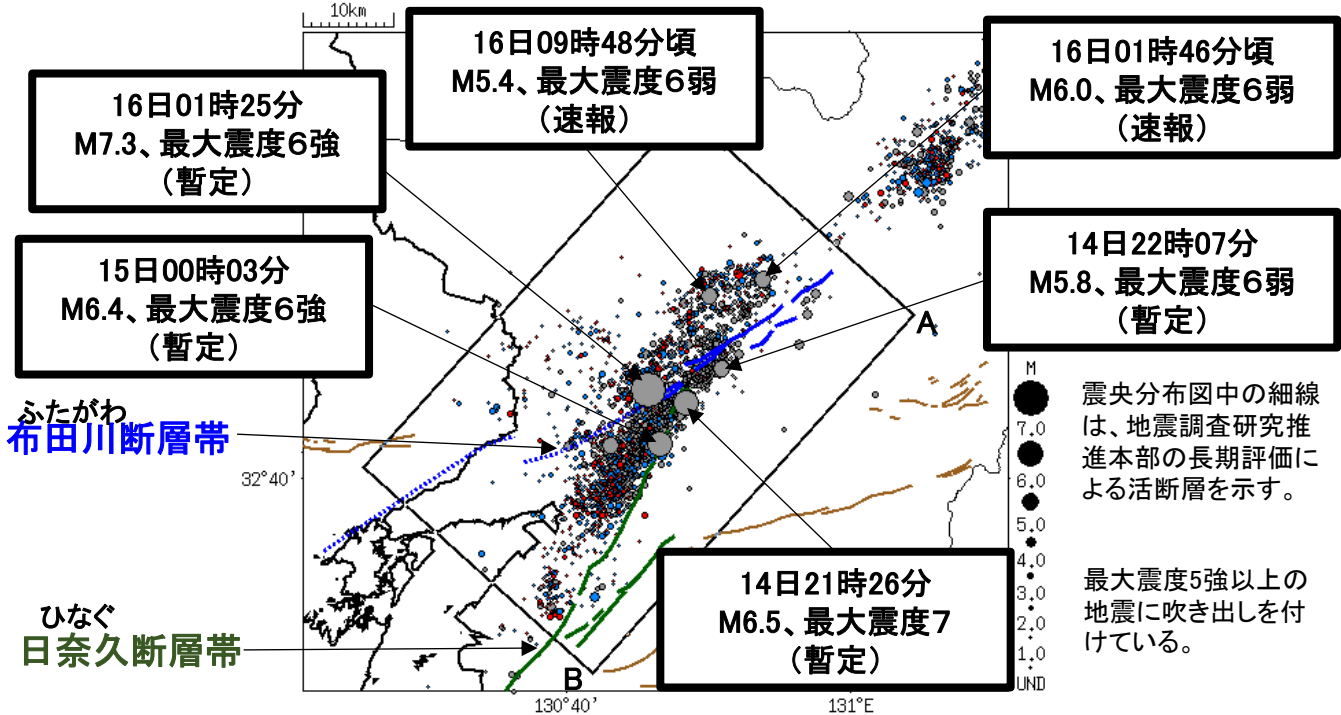 10km
16日09時48分頃
M5.4、最大震度６弱
（速報）
16日01時46分頃
M6.0、最大震度６弱
（速報）
16日01時25分
M7.3、最大震度６強
（暫定）
15日00時03分
M6.4、最大震度６強
（暫定）
14日22時07分
M5.8、最大震度６弱
（暫定）
A
ふたがわ
布田川断層帯
32°40'
ひなぐ
日奈久断層帯
B
14日21時26分
M6.5、最大震度７
（暫定）
130°40'
131°E
M
7.0
6.0
5.0
4.0
3.0
2.0
1.0
UND
震央分布図中の細線
は、地震調査研究推
進本部の長期評価に
よる活断層を示す。
最大震度5強以上の
地震に吹き出しを付
けている。